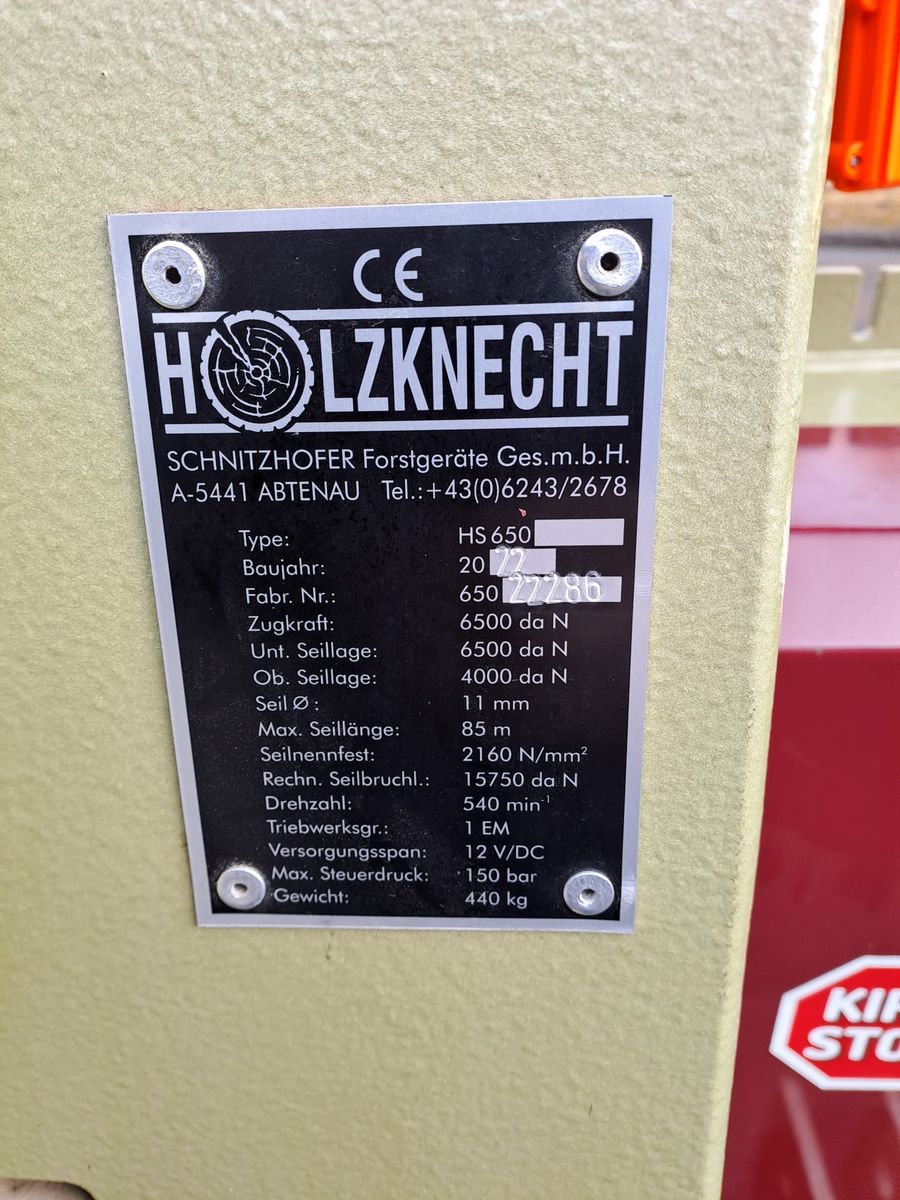 CE
HOLZKNECHT
SCHNITZHOFER Forstgeräte Ges.m.b.H.
A-5441 ABTENAU Tel.:+43(0)6243/2678
Type: HS 650
Baujahr: 20 22
Fabr. Nr.: 650 22286
Zugkraft: 6500 da N
Unt. Seillage: 6500 da N
Ob. Seillage: 4000 da N
Seil Ø : 11 mm
Max. Seillänge: 85 m
Seilnennfest: 2160 N/mm²
Rechn. Seilbruchl.: 15750 da N
Drehzahl: 540 min⁻¹
Triebwerksgr.: 1 EM
Versorgungsspan: 12 V/DC
Max. Steuerdruck: 150 bar
Gewicht: 440 kg